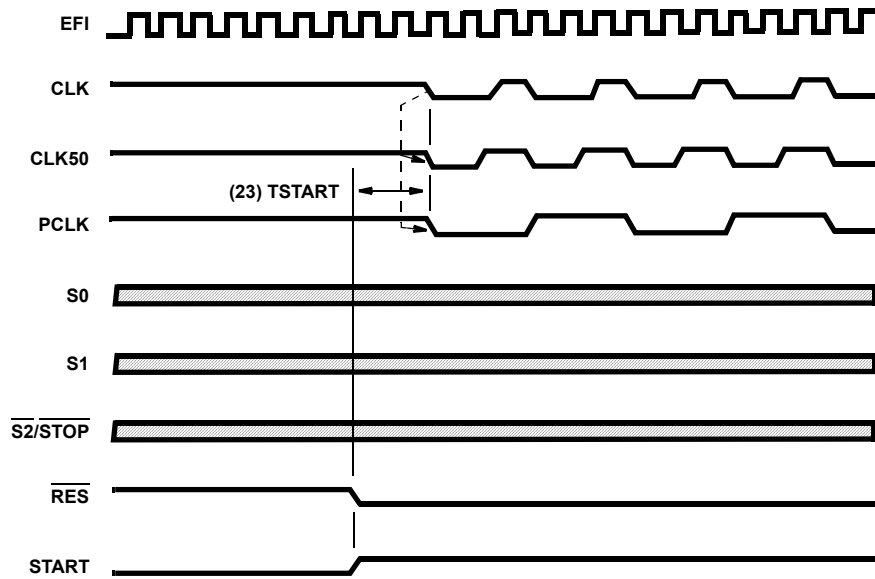 EFI
CLK
CLK50
(23) TSTART
PCLK
S0
S1
S2/STOP
RES
START